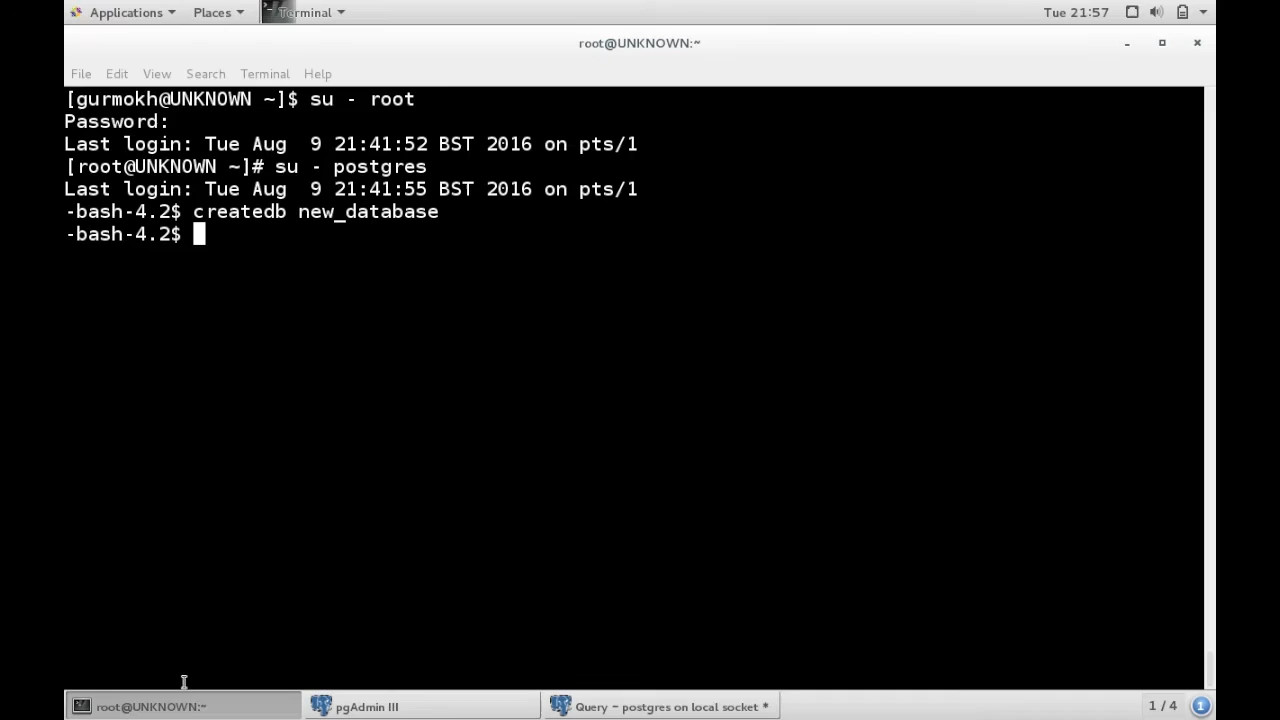 Applications Places Terminal Tue 21:57
root@UNKNOWN:~
File Edit View Search Terminal Help
[gurmokh@UNKNOWN ~]$ su - root
Password:
Last login: Tue Aug  9 21:41:52 BST 2016 on pts/1
[root@UNKNOWN ~]# su - postgres
Last login: Tue Aug  9 21:41:55 BST 2016 on pts/1
-bash-4.2$ createdb new_database
-bash-4.2$
root@UNKNOWN:~ pgAdmin III Query - postgres on local socket * 1 / 4 1